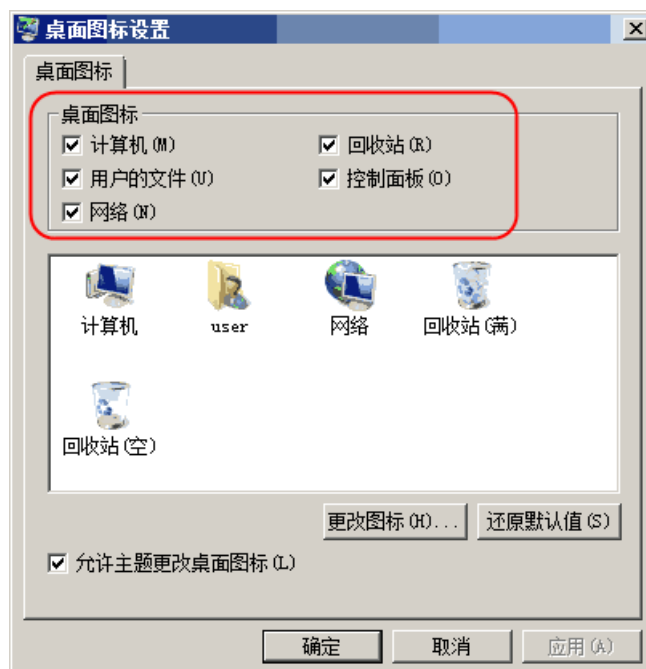 桌面图标设置
桌面图标
桌面图标
计算机(M) 回收站(R)
用户的文件(U) 控制面板(O)
网络(N)
计算机 user 网络 回收站(满)
回收站(空)
更改图标(H)... 还原默认值(S)
允许主题更改桌面图标(L)
确定 取消 应用(A)